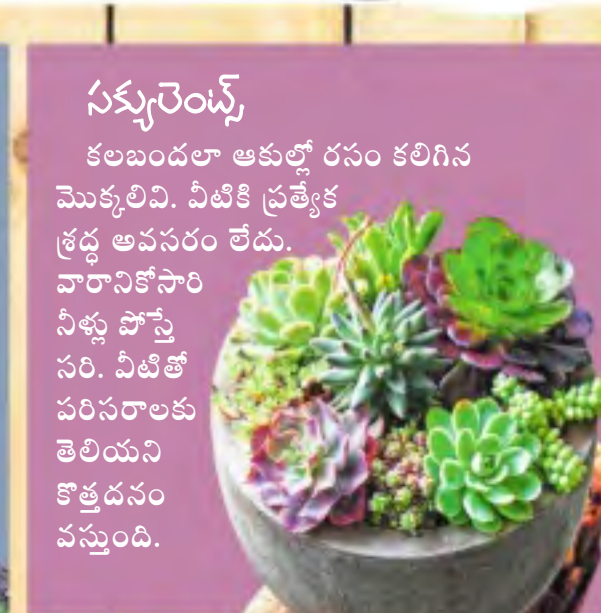 సక్యులెంట్స్
కలబందలా ఆకుల్లో రసం కలిగిన
మొక్కలివి. వీటికి ప్రత్యేక
శ్రద్ధ అవసరం లేదు.
వారానికోసారి
నీళ్లు పోస్తే
సరి. వీటితో
పరిసరాలకు
తెలియని
కొత్తదనం
వస్తుంది.